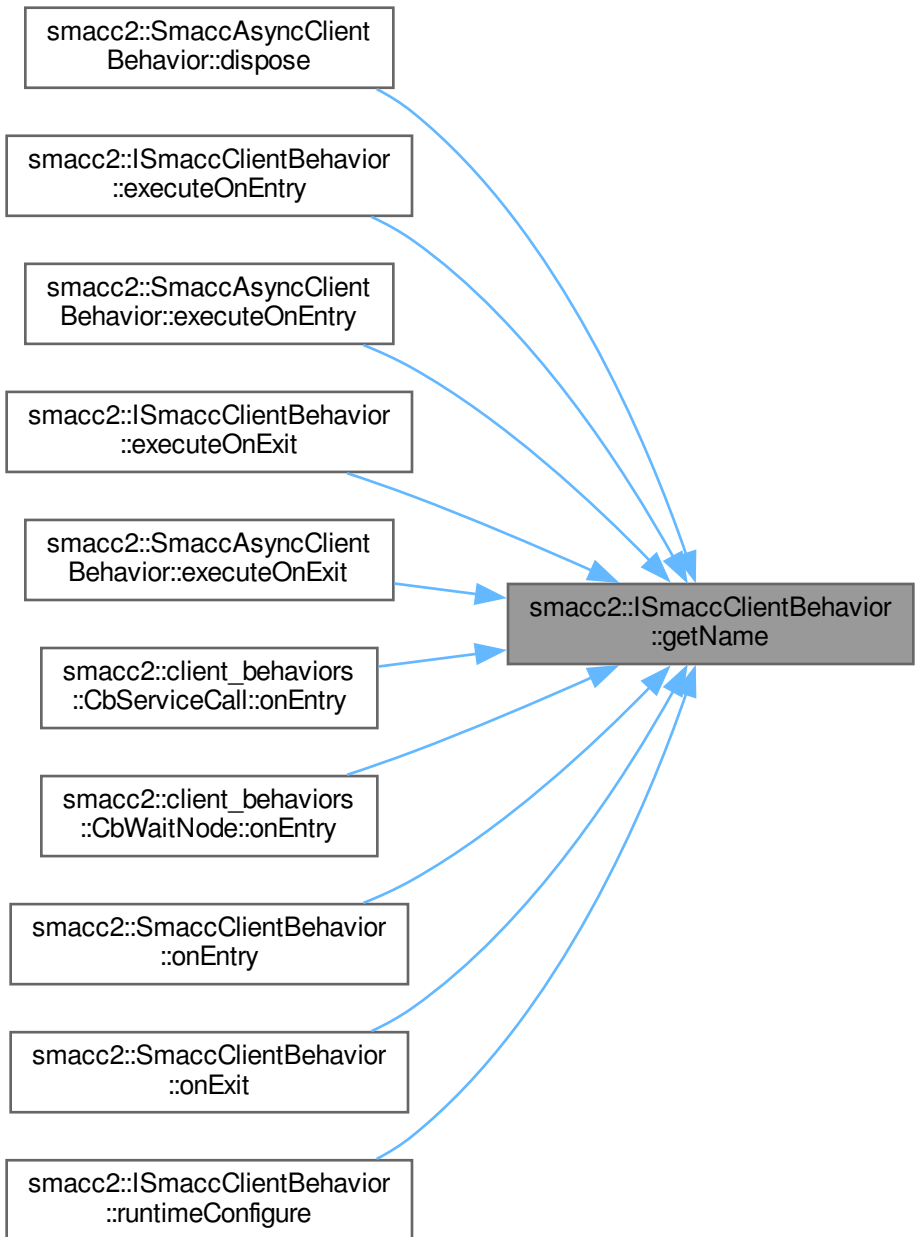 smacc2::SmaccAsyncClient
Behavior::dispose
smacc2::ISmaccClientBehavior
::executeOnEntry
smacc2::SmaccAsyncClient
Behavior::executeOnEntry
smacc2::ISmaccClientBehavior
::executeOnExit
smacc2::SmaccAsyncClient
Behavior::executeOnExit
smacc2::ISmaccClientBehavior
::getName
smacc2::client_behaviors
::CbServiceCall::onEntry
smacc2::client_behaviors
::CbWaitNode::onEntry
smacc2::SmaccClientBehavior
::onEntry
smacc2::SmaccClientBehavior
::onExit
smacc2::ISmaccClientBehavior
::runtimeConfigure